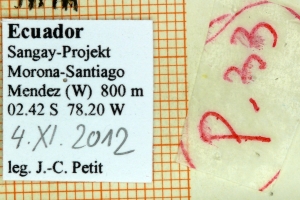 Ecuador
Sangay-Projekt
Morona-Santiago
Mendez (W) 800 m
02.42 S 78.20 W
4. XI. 2012
leg. J.-C. Petit
P. 33